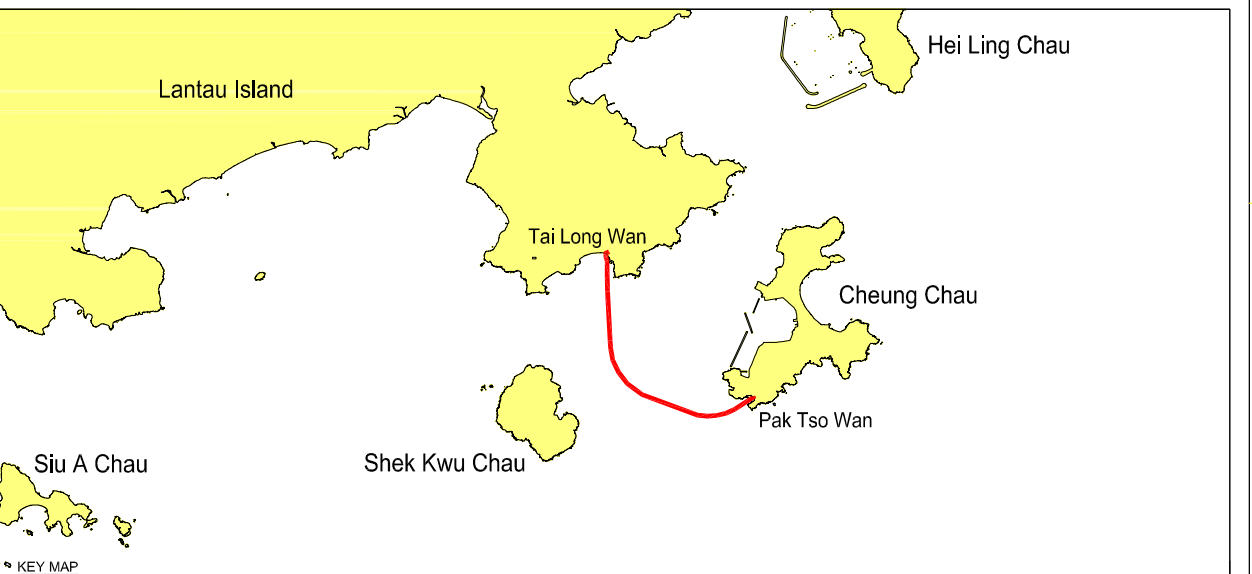 Hei Ling Chau
Lantau Island
Tai Long Wan
Cheung Chau
Pak Tso Wan
Shek Kwu Chau
Siu A Chau
KEY MAP